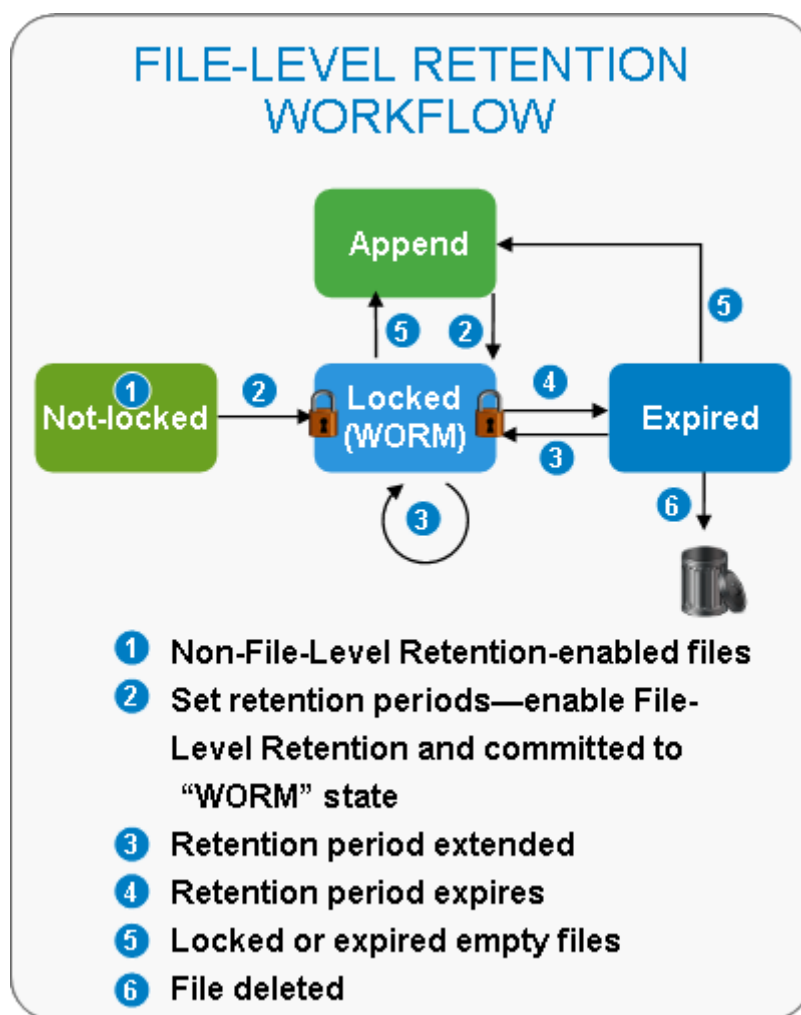 FILE-LEVEL RETENTION
WORKFLOW
Append
5
5
2
1
Not-locked
2
Locked
(WORM)
4
3
Expired
3
6
1 Non-File-Level Retention-enabled files
2 Set retention periods—enable File-
Level Retention and committed to
“WORM” state
3 Retention period extended
4 Retention period expires
5 Locked or expired empty files
6 File deleted